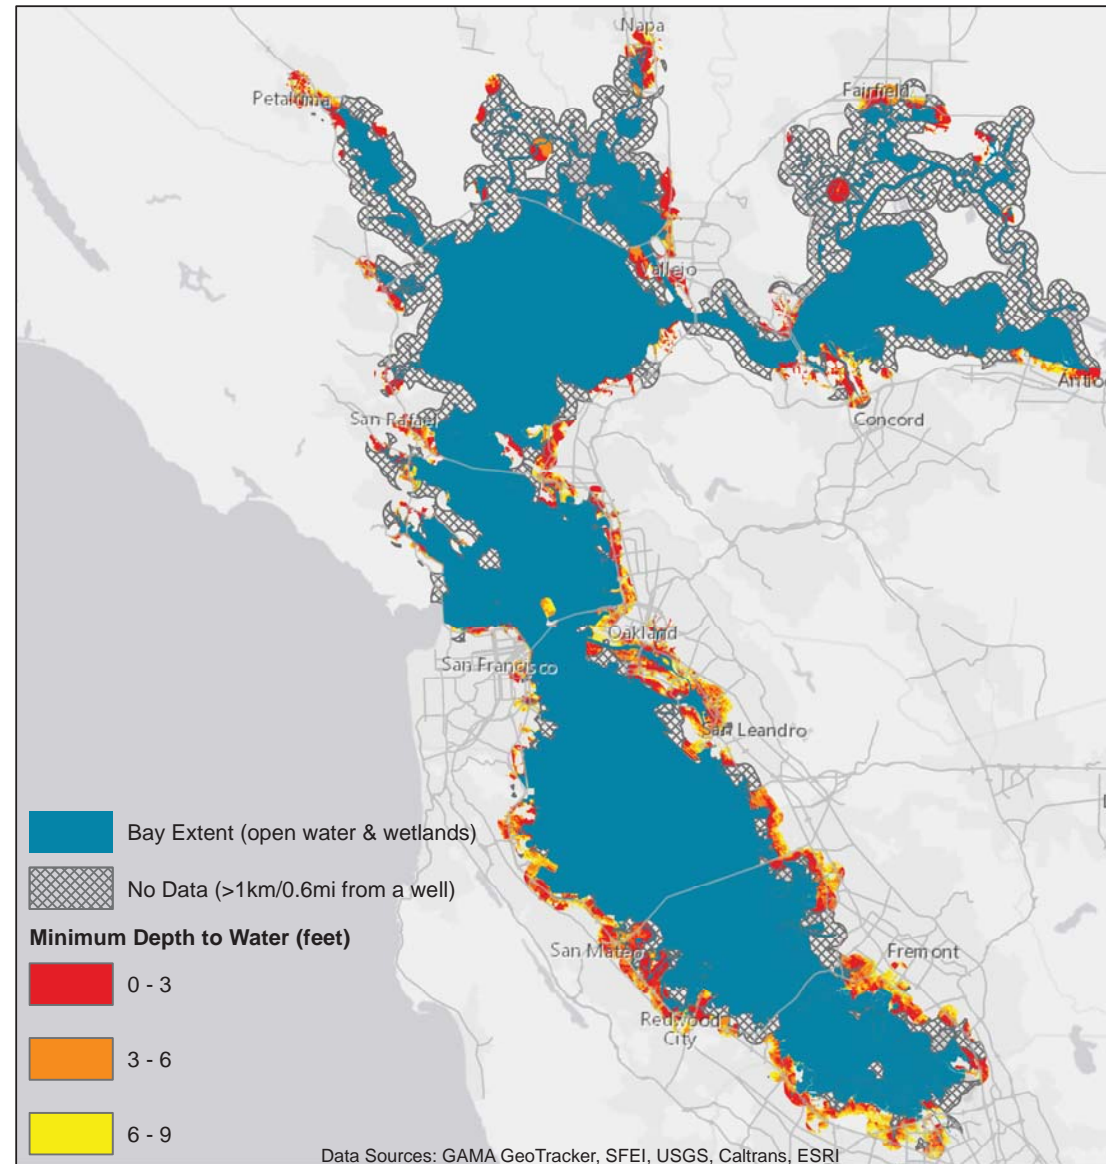 Napa
Petaluma
Fairfield
Vallejo
Antio
Concord
San Rafael
Oakland
San Francisco
San Leandro
Bay Extent (open water & wetlands)
No Data (>1km/0.6mi from a well)
Minimum Depth to Water (feet)
0 - 3
3 - 6
6 - 9
San Mateo
Fremont
Redwood
City
Data Sources: GAMA GeoTracker, SFEI, USGS, Caltrans, ESRI